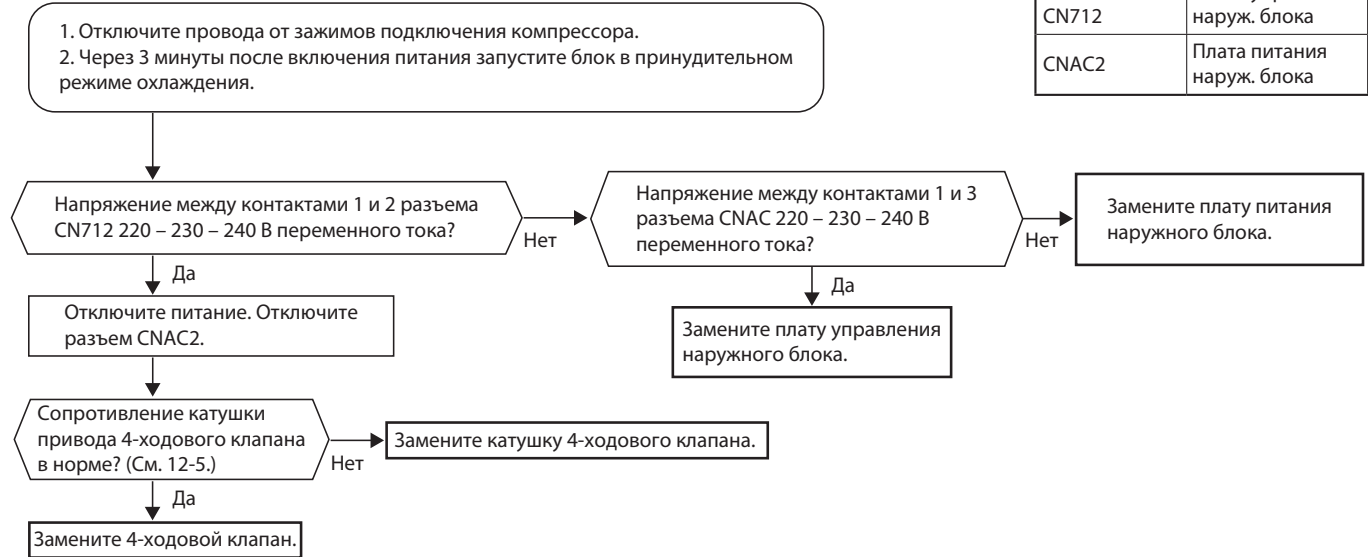 CN712
наруж. блока
CNAC2
Плата питания
наруж. блока
1. Отключите провода от зажимов подключения компрессора.
2. Через 3 минуты после включения питания запустите блок в принудительном
режиме охлаждения.
Напряжение между контактами 1 и 2 разъема
CN712 220 – 230 – 240 В переменного тока?
Нет
Напряжение между контактами 1 и 3
разъема CNAC 220 – 230 – 240 В
переменного тока?
Нет
Замените плату питания
наружного блока.
Да
Да
Отключите питание. Отключите
разъем CNAC2.
Замените плату управления
наружного блока.
Сопротивление катушки
привода 4-ходового клапана
в норме? (См. 12-5.)
Нет
Замените катушку 4-ходового клапана.
Да
Замените 4-ходовой клапан.